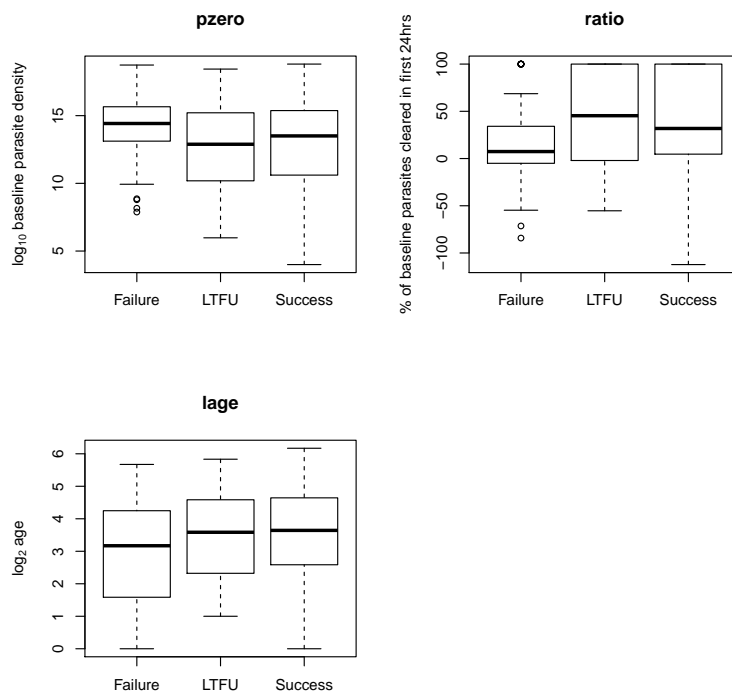 pzero
log10 baseline parasite density
15
10
5
Failure LTFU Success
ratio
% of baseline parasites cleared in first 24hrs
100
50
0
−50
−100
Failure LTFU Success
lage
log2 age
6
5
4
3
2
1
0
Failure LTFU Success